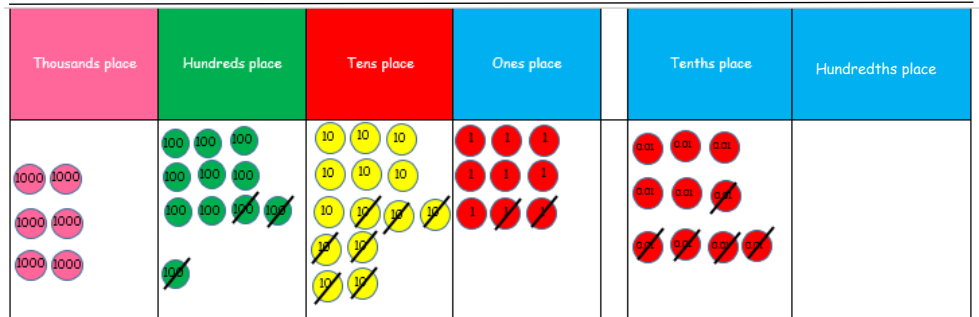 Thousands place
Hundreds place
Tens place
Ones place
Tenths place
Hundredths place
1000 1000
1000 1000
1000 1000
100 100 100
100 100 100
100 100 100 100
100
10 10 10
10 10 10
10 10 10 10
10 10
10 10
1 1 1
1 1 1
1 1 1
0.01 0.01 0.01
0.01 0.01 0.01
0.01 0.01 0.01 0.01